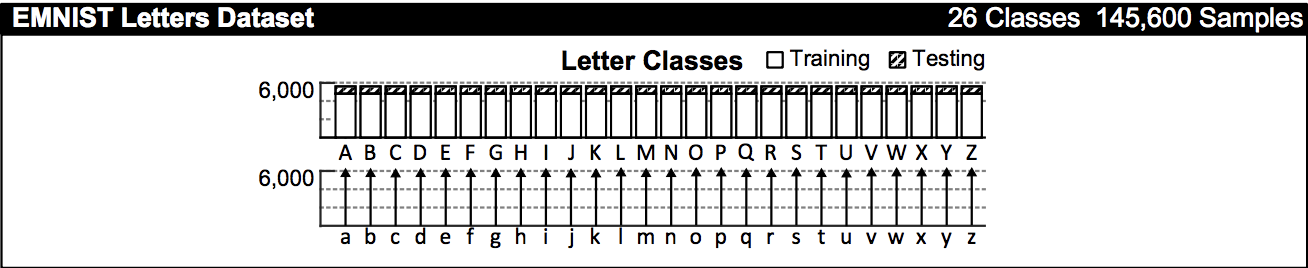 EMNIST Letters Dataset 26 Classes 145,600 Samples
Letter Classes Training Testing
6,000
A B C D E F G H I J K L M N O P Q R S T U V W X Y Z
6,000
a b c d e f g h i j k l m n o p q r s t u v w x y z